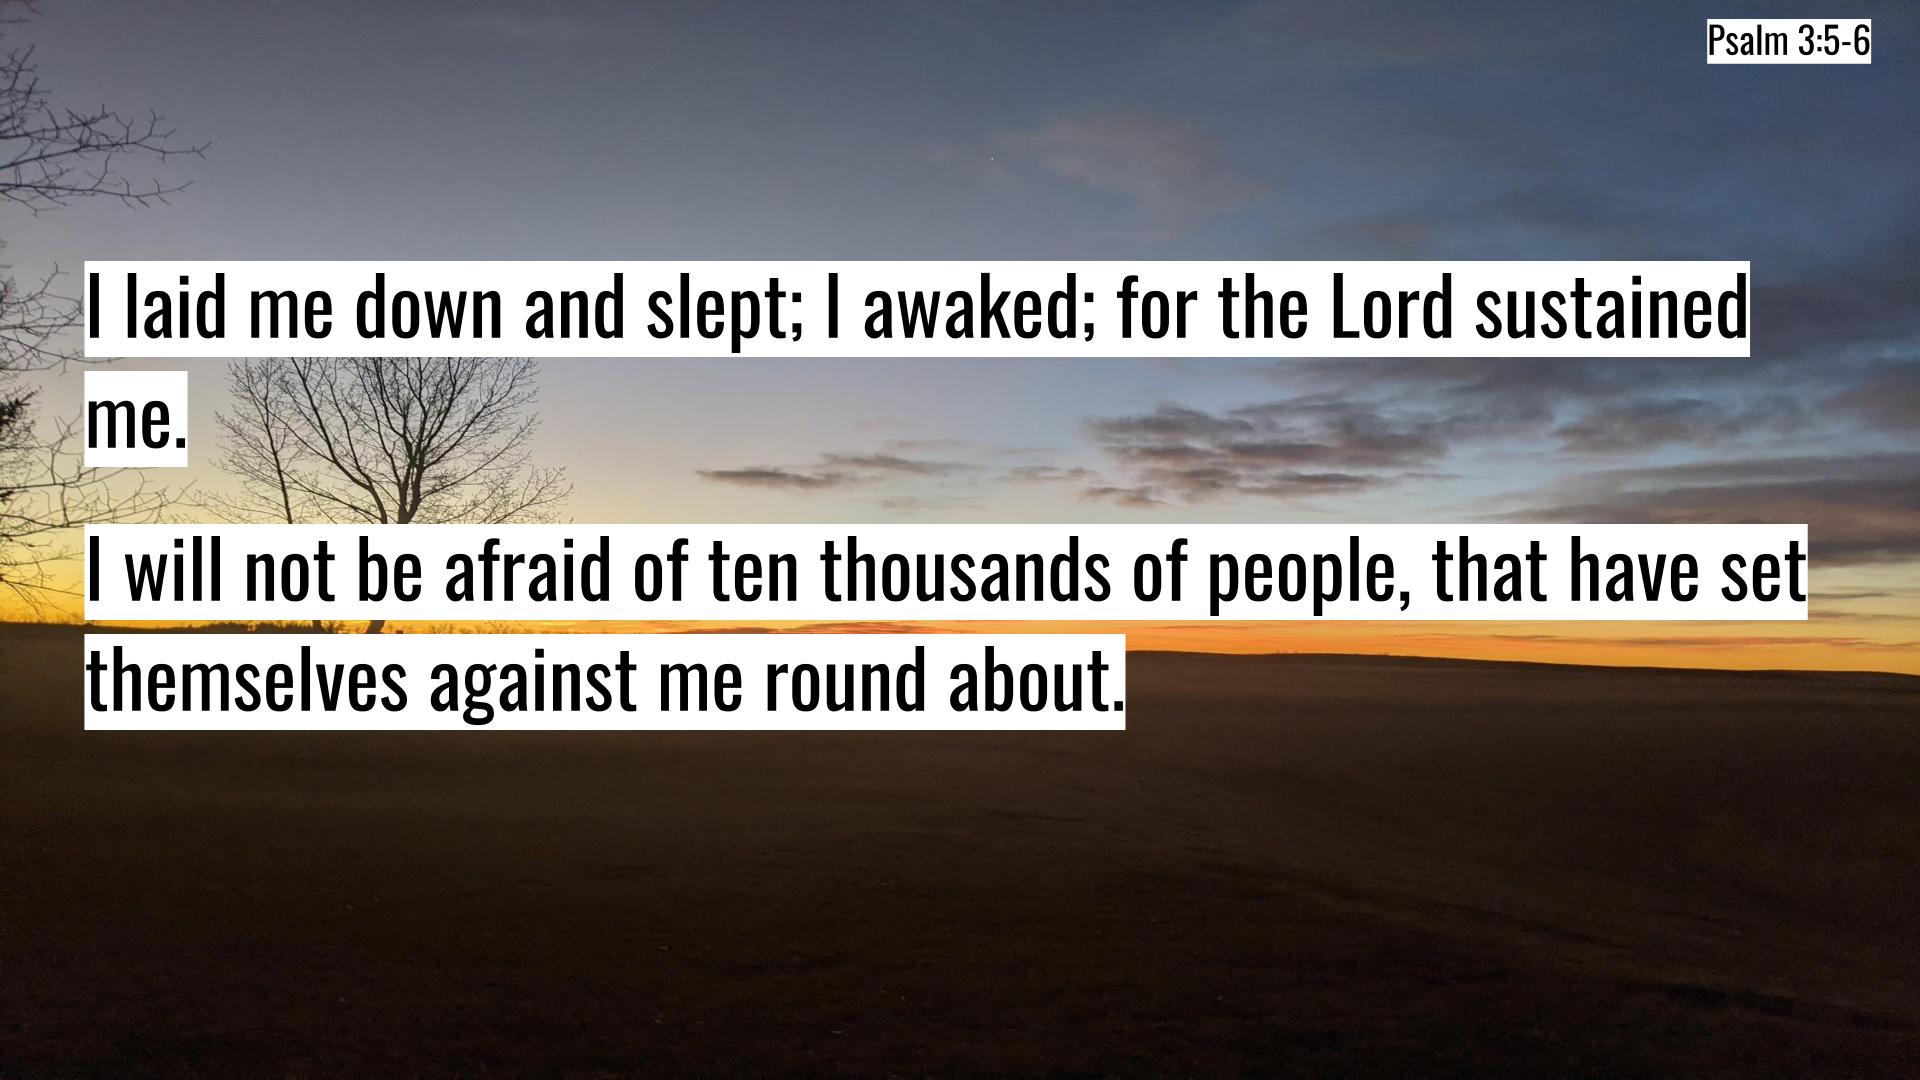 Psalm 3:5-6
I laid me down and slept; I awaked; for the Lord sustained
me.
I will not be afraid of ten thousands of people, that have set
themselves against me round about.